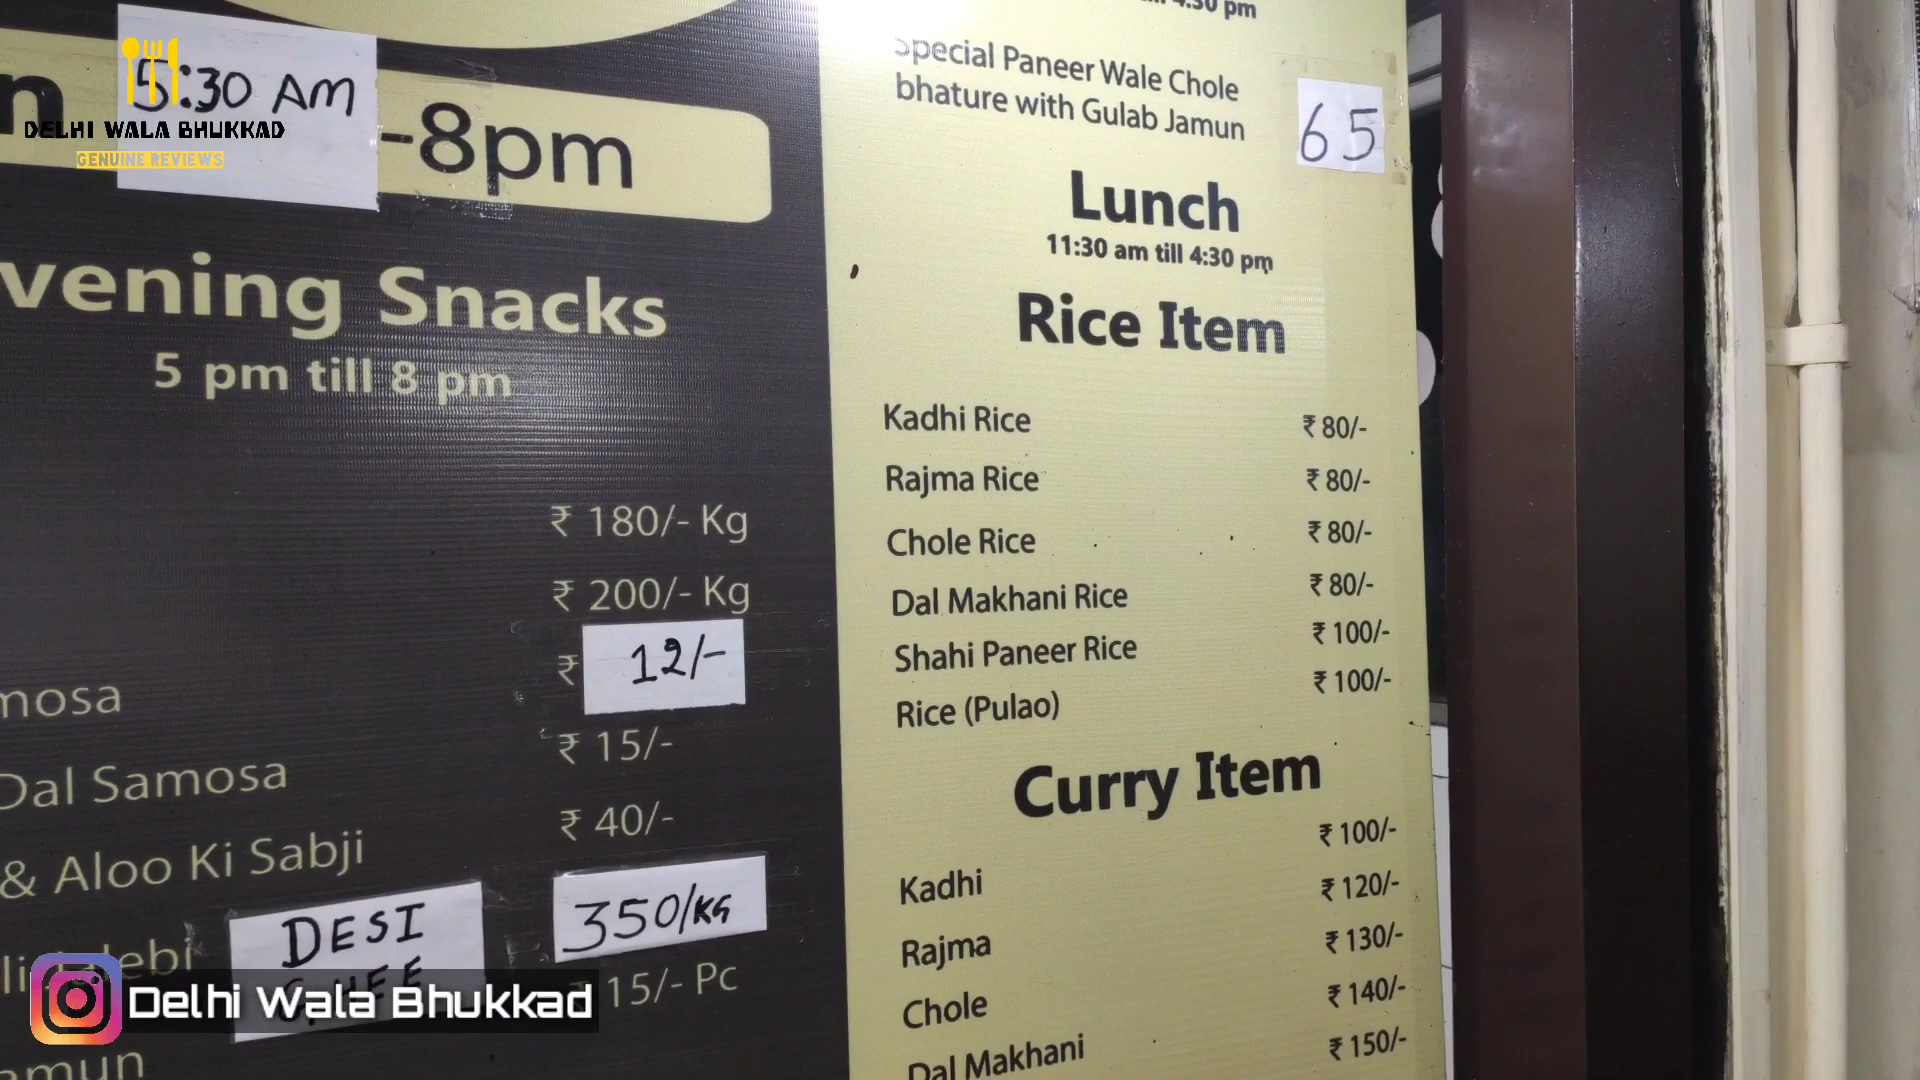 5:30 AM
-8pm
DELHI WALA BHUKKAD
GENUINE REVIEWS
vening Snacks
5 pm till 8 pm
₹ 180/- Kg
₹ 200/- Kg
mosa ₹ 12/-
Dal Samosa ₹ 15/-
& Aloo Ki Sabji ₹ 40/-
DESI GHEE 350/KG
15/- Pc
amun
Delhi Wala Bhukkad
4:30 pm
Special Paneer Wale Chole
bhature with Gulab Jamun 65
Lunch
11:30 am till 4:30 pm
Rice Item
Kadhi Rice ₹ 80/-
Rajma Rice ₹ 80/-
Chole Rice ₹ 80/-
Dal Makhani Rice ₹ 80/-
Shahi Paneer Rice ₹ 100/-
Rice (Pulao) ₹ 100/-
Curry Item
Kadhi ₹ 100/-
Rajma ₹ 120/-
Chole ₹ 130/-
Dal Makhani ₹ 140/-
₹ 150/-